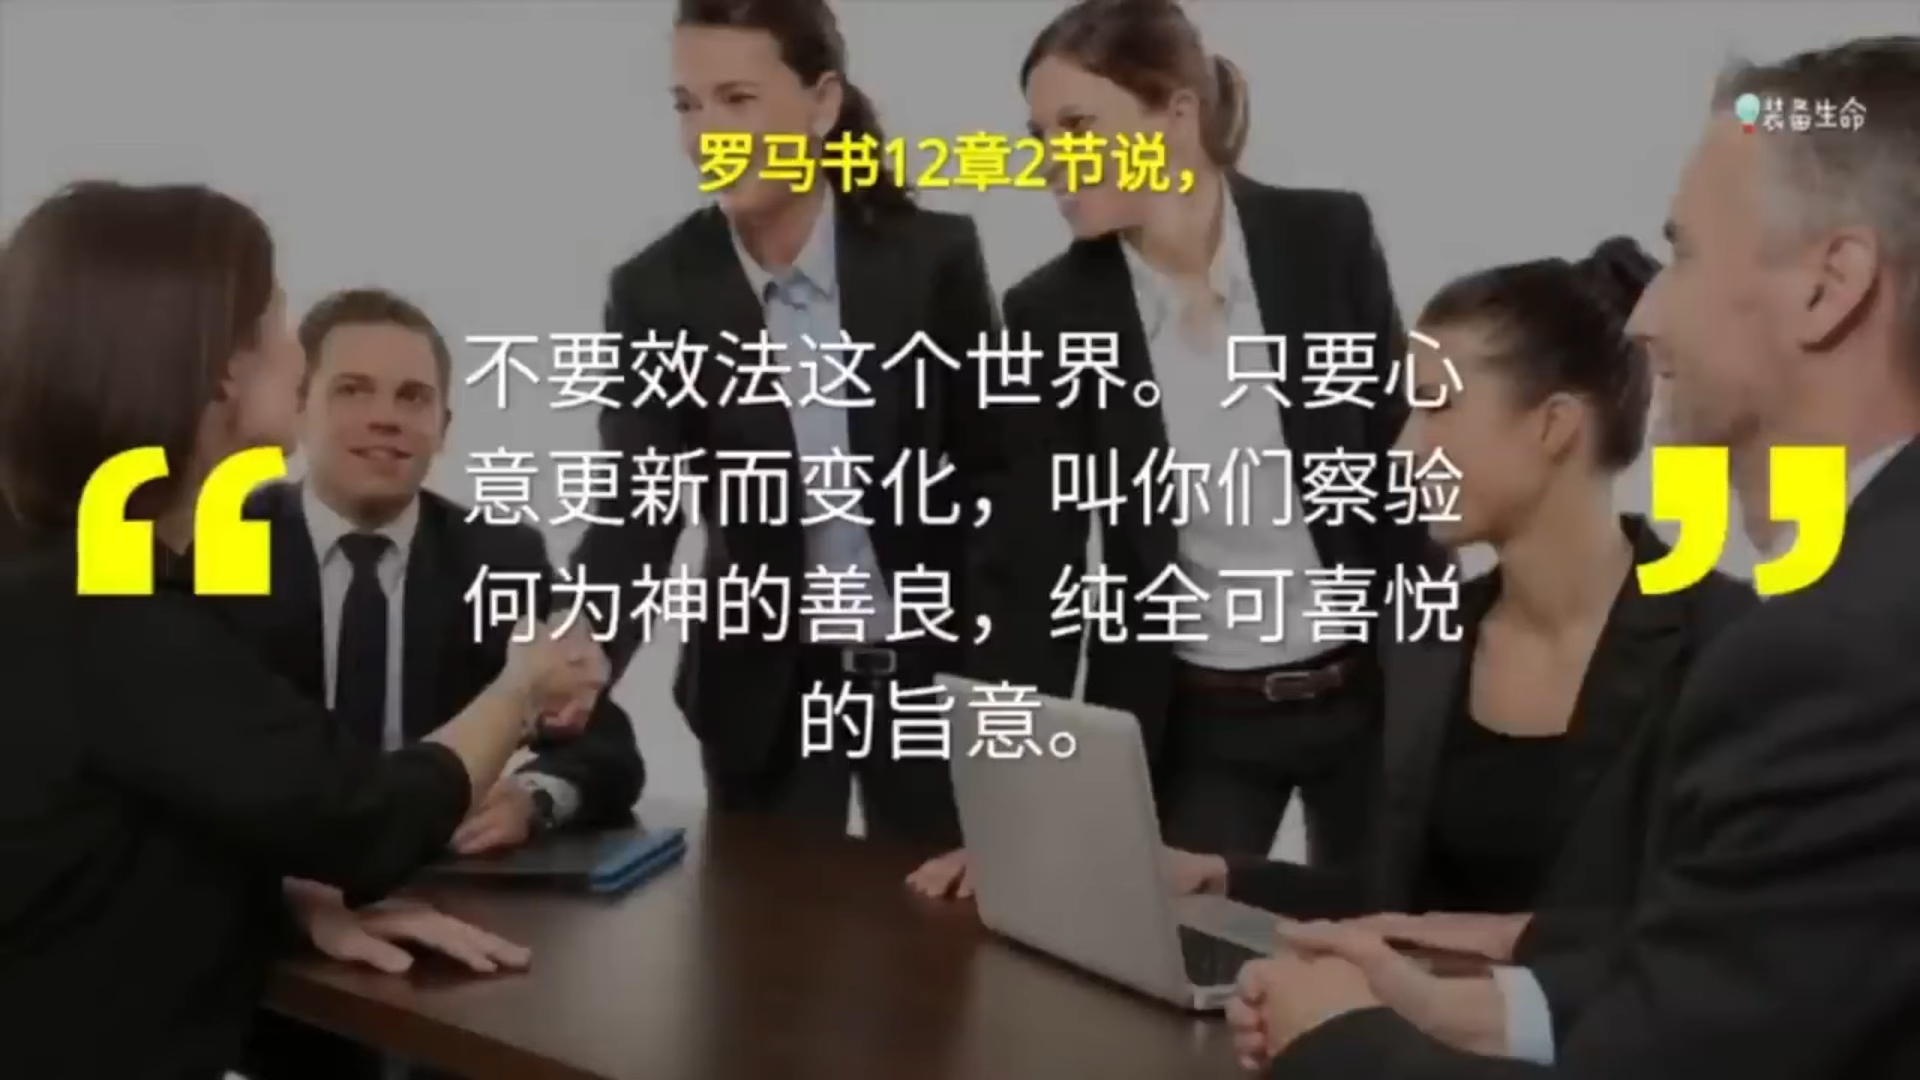 装备生命
罗马书12章2节说，
“不要效法这个世界。只要心
意更新而变化，叫你们察验
何为神的善良，纯全可喜悦
的旨意。”